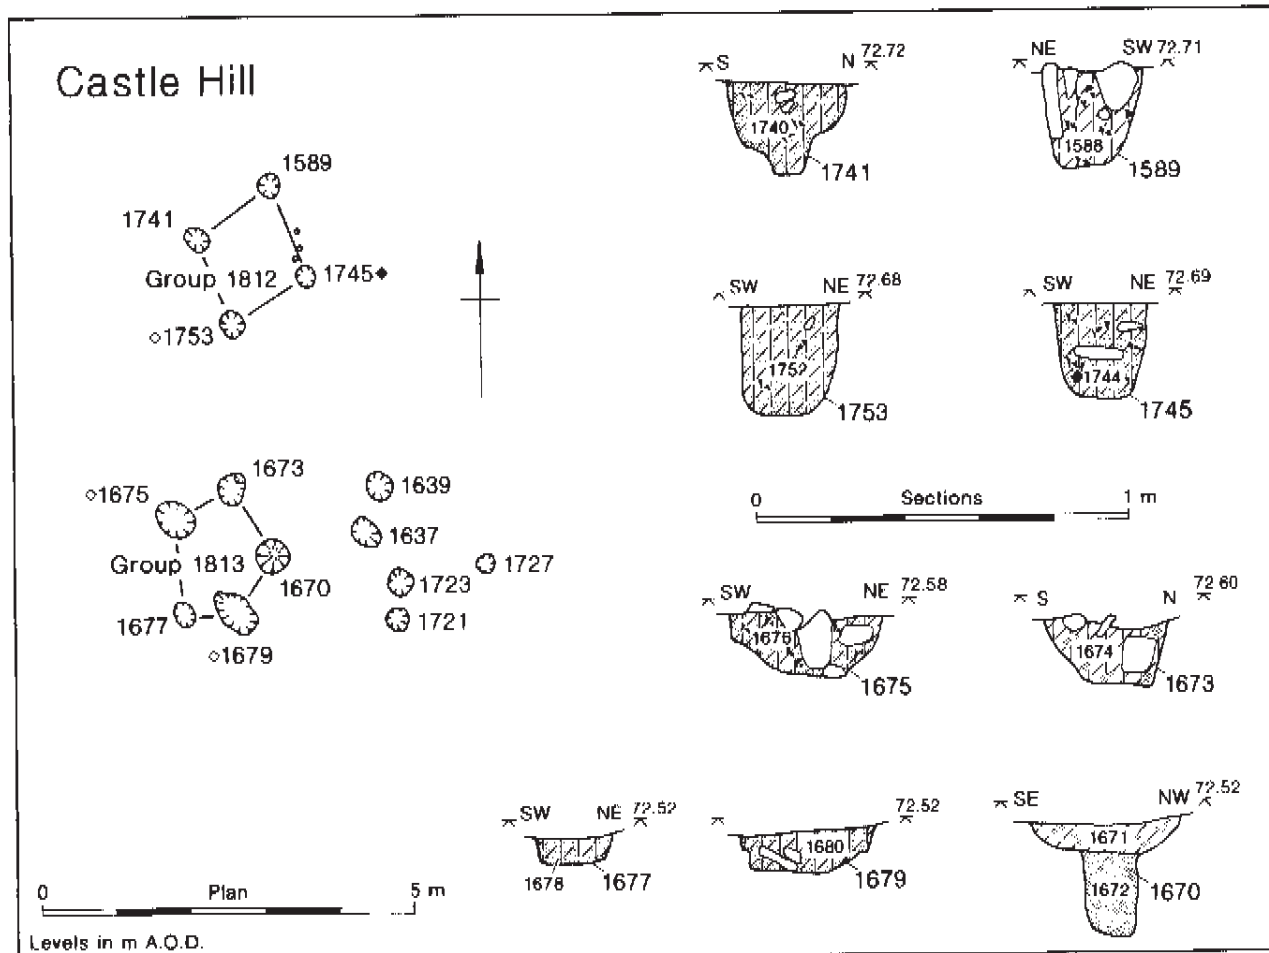 Castle Hill
1589
1741
Group 1812
1745
1753
1673
1675
1639
1637
Group 1813
1670
1727
1723
1677
1721
1679
0 Plan 5 m
Levels in m A.O.D.
S N 72.72
1740
1741
NE SW 72.71
1588
1589
SW NE 72.68
1752
1753
SW NE 72.69
1744
1745
0 Sections 1 m
SW NE 72.58
1676
1675
S N 72.60
1674
1673
SW NE 72.52
1678 1677
72.52
1680
1679
SE NW 72.52
1671
1672 1670